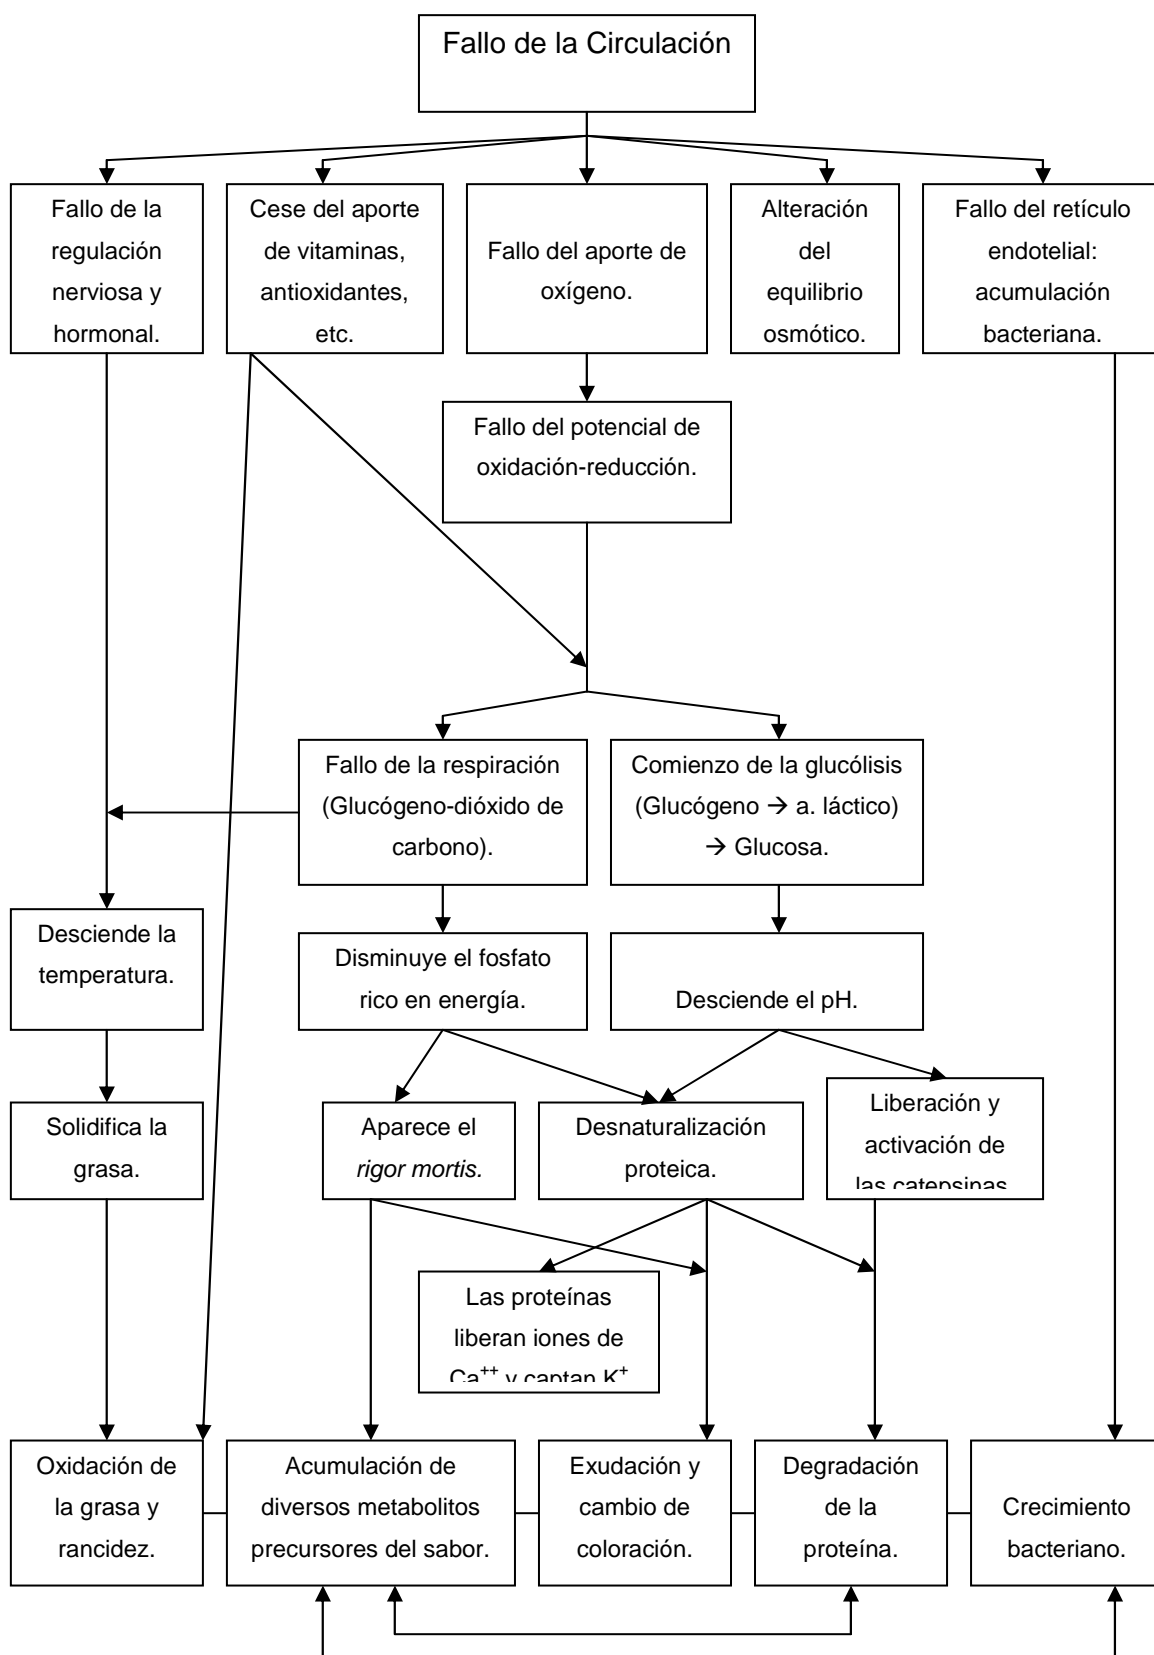 Fallo de la Circulación
Fallo de la
regulación
nerviosa y
hormonal.
Cese del aporte
de vitaminas,
antioxidantes,
etc.
Fallo del aporte de
oxígeno.
Alteración
del
equilibrio
osmótico.
Fallo del retículo
endotelial:
acumulación
bacteriana.
Fallo del potencial de
oxidación-reducción.
Fallo de la respiración
(Glucógeno-dióxido de
carbono).
Comienzo de la glucólisis
(Glucógeno → a. láctico)
→ Glucosa.
Desciende la
temperatura.
Disminuye el fosfato
rico en energía.
Desciende el pH.
Solidifica la
grasa.
Aparece el
rigor mortis.
Desnaturalización
proteica.
Liberación y
activación de
las catepsinas
Las proteínas
liberan iones de
Ca⁺⁺ y captan K⁺
Oxidación de
la grasa y
rancidez.
Acumulación de
diversos metabolitos
precursores del sabor.
Exudación y
cambio de
coloración.
Degradación
de la
proteína.
Crecimiento
bacteriano.